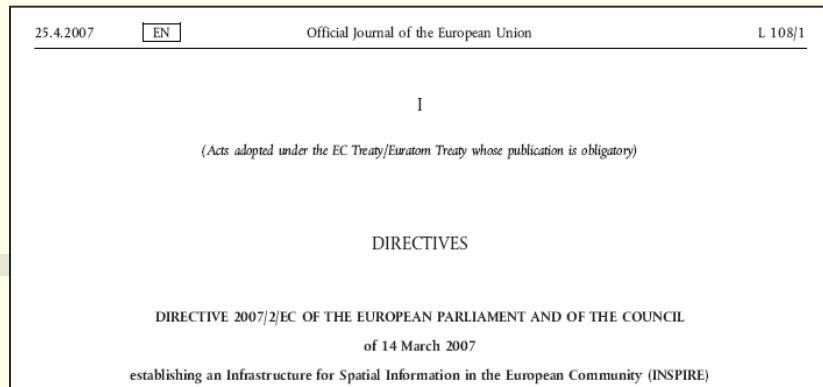 25.4.2007 EN Official Journal of the European Union L 108/1
I
(Acts adopted under the EC Treaty/Euratom Treaty whose publication is obligatory)
DIRECTIVES
DIRECTIVE 2007/2/EC OF THE EUROPEAN PARLIAMENT AND OF THE COUNCIL
of 14 March 2007
establishing an Infrastructure for Spatial Information in the European Community (INSPIRE)